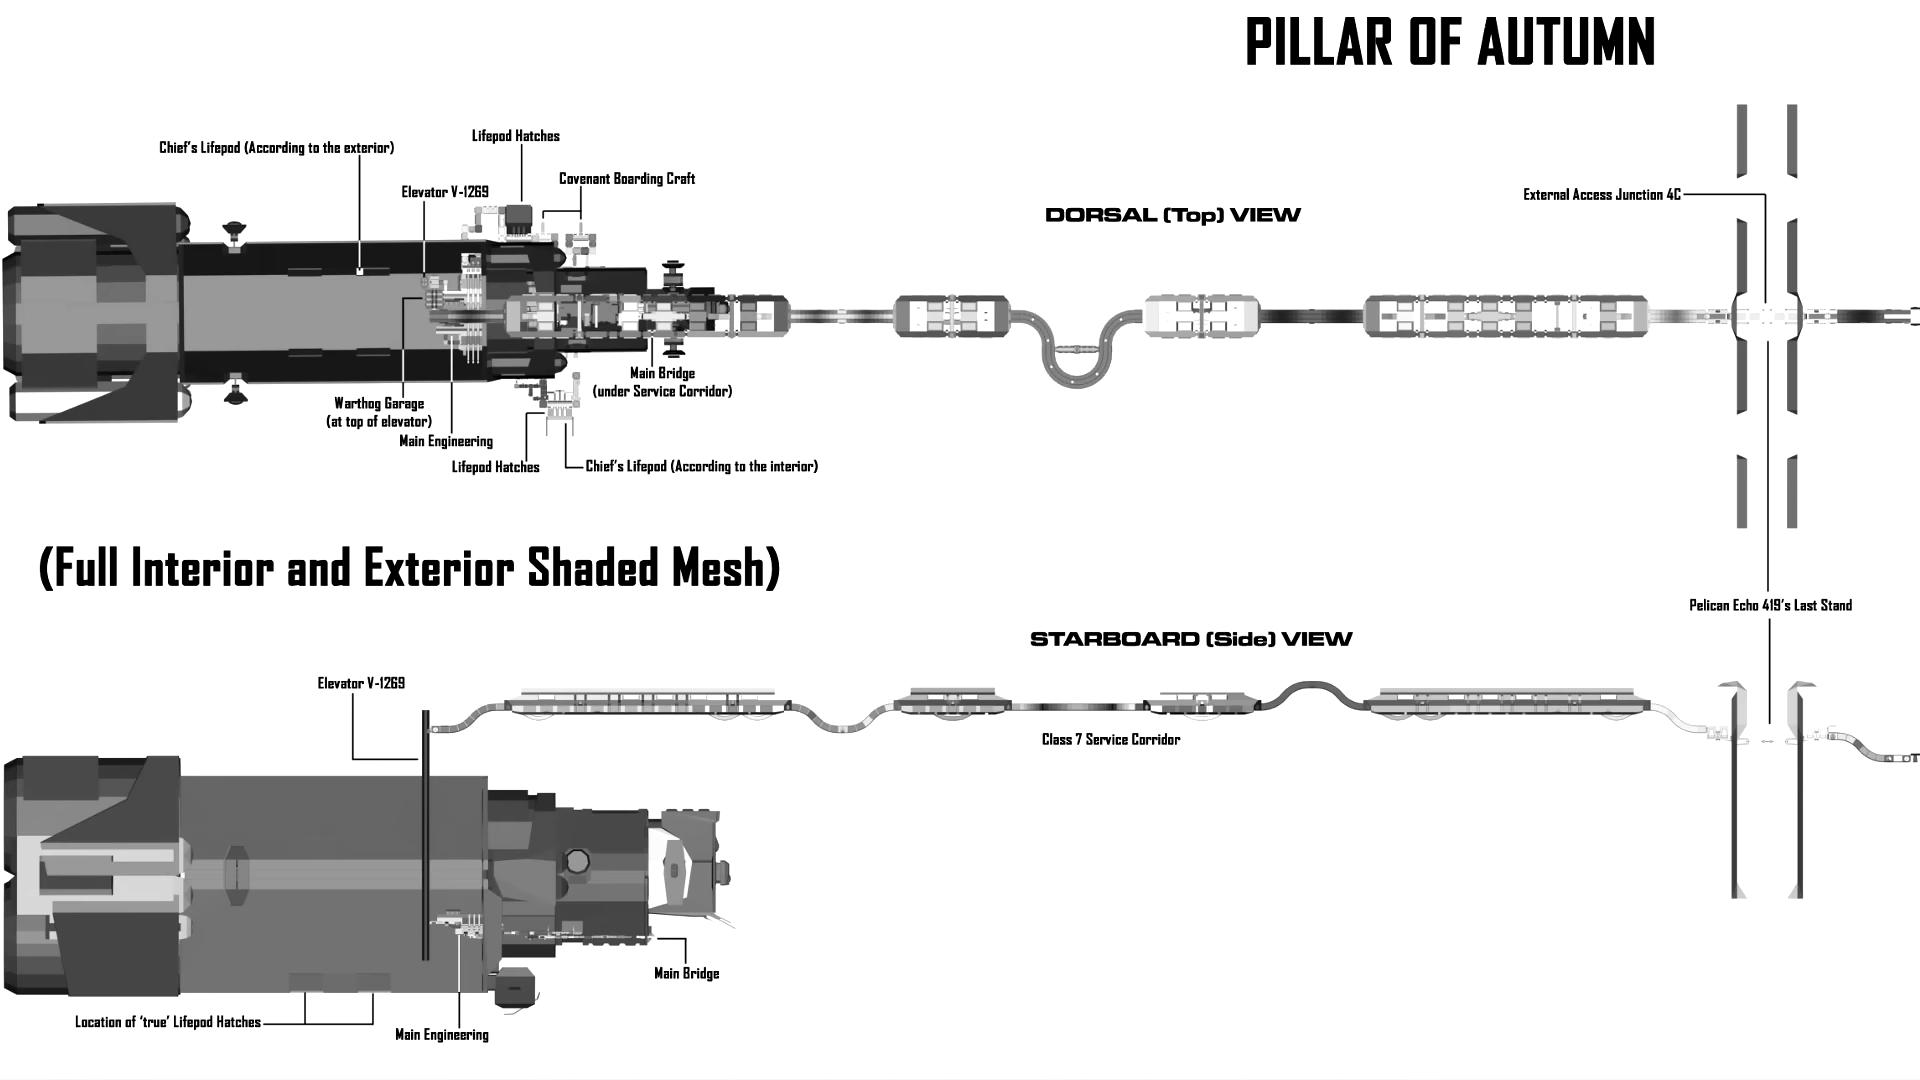 PILLAR OF AUTUMN
Lifepod Hatches
Chief's Lifepod (According to the exterior)
Covenant Boarding Craft
Elevator V-1269
External Access Junction 4C
DORSAL (Top) VIEW
Main Bridge
(under Service Corridor)
Warthog Garage
(at top of elevator)
Main Engineering
Lifepod Hatches
Chief's Lifepod (According to the interior)
(Full Interior and Exterior Shaded Mesh)
Pelican Echo 419's Last Stand
STARBOARD (Side) VIEW
Elevator V-1269
Class 7 Service Corridor
Main Bridge
Location of 'true' Lifepod Hatches
Main Engineering